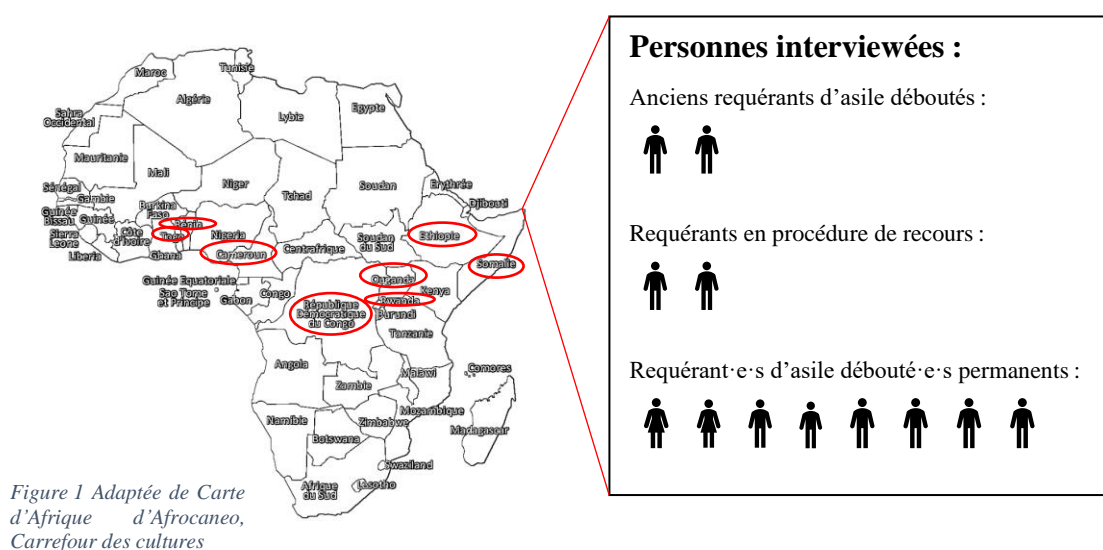 Personnes interviewées :
Anciens requérants d'asile déboutés :
Requérants en procédure de recours :
Requérant·e·s d'asile débouté·e·s permanents :
Maroc
Tunisie
Algérie
Lybie
Egypte
Sahra
Occidental
Mauritanie
Mali
Niger
Tchad
Soudan
Erythrée
Djibouti
Sénégal
Gambie
Guinée
Bissau
Guinée
Sierra
Leone
Liberia
Côte
d'Ivoire
Burkina
Faso
Ghana
Togo
Bénin
Nigeria
Cameroun
Centrafrique
Soudan
du Sud
Ethiopie
Somalie
Guinée Equatoriale
Sao Tome
et Principe
Gabon
Congo
République
Démocratique
du Congo
Ouganda
Kenya
Rwanda
Burundi
Tanzanie
Angola
Zambie
Malawi
Comores
Mozambique
Madagascar
Zimbabwe
Namibie
Botswana
Swaziland
Lesotho
Afrique
du Sud
Figure 1 Adaptée de Carte
d'Afrique d'Afrocaneo,
Carrefour des cultures